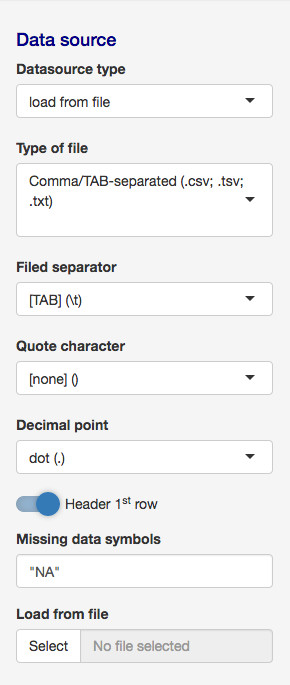 Data source
Datasource type
load from file
Type of file
Comma/TAB-separated (.csv; .tsv;
.txt)
Filed separator
[TAB] (\t)
Quote character
[none] ()
Decimal point
dot (.)
Header 1st row
Missing data symbols
"NA"
Load from file
Select No file selected